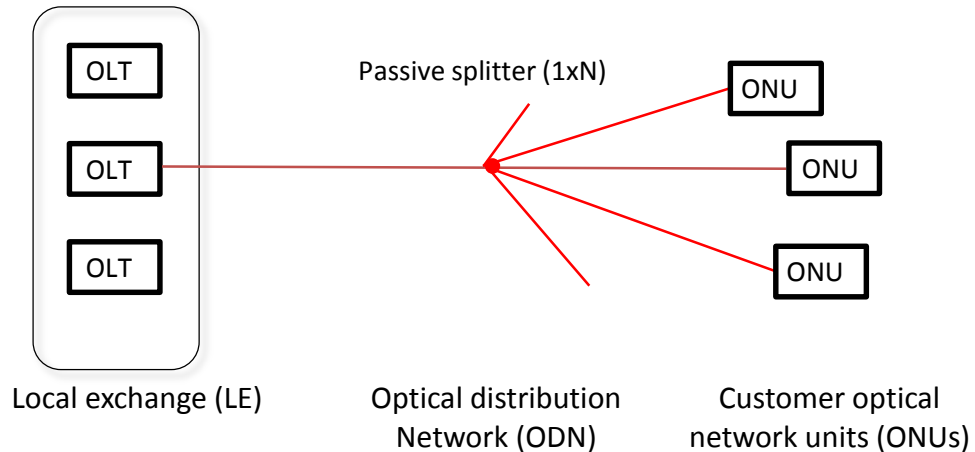 OLT
OLT
OLT
Passive splitter (1xN)
ONU
ONU
ONU
Local exchange (LE)
Optical distribution
Network (ODN)
Customer optical
network units (ONUs)